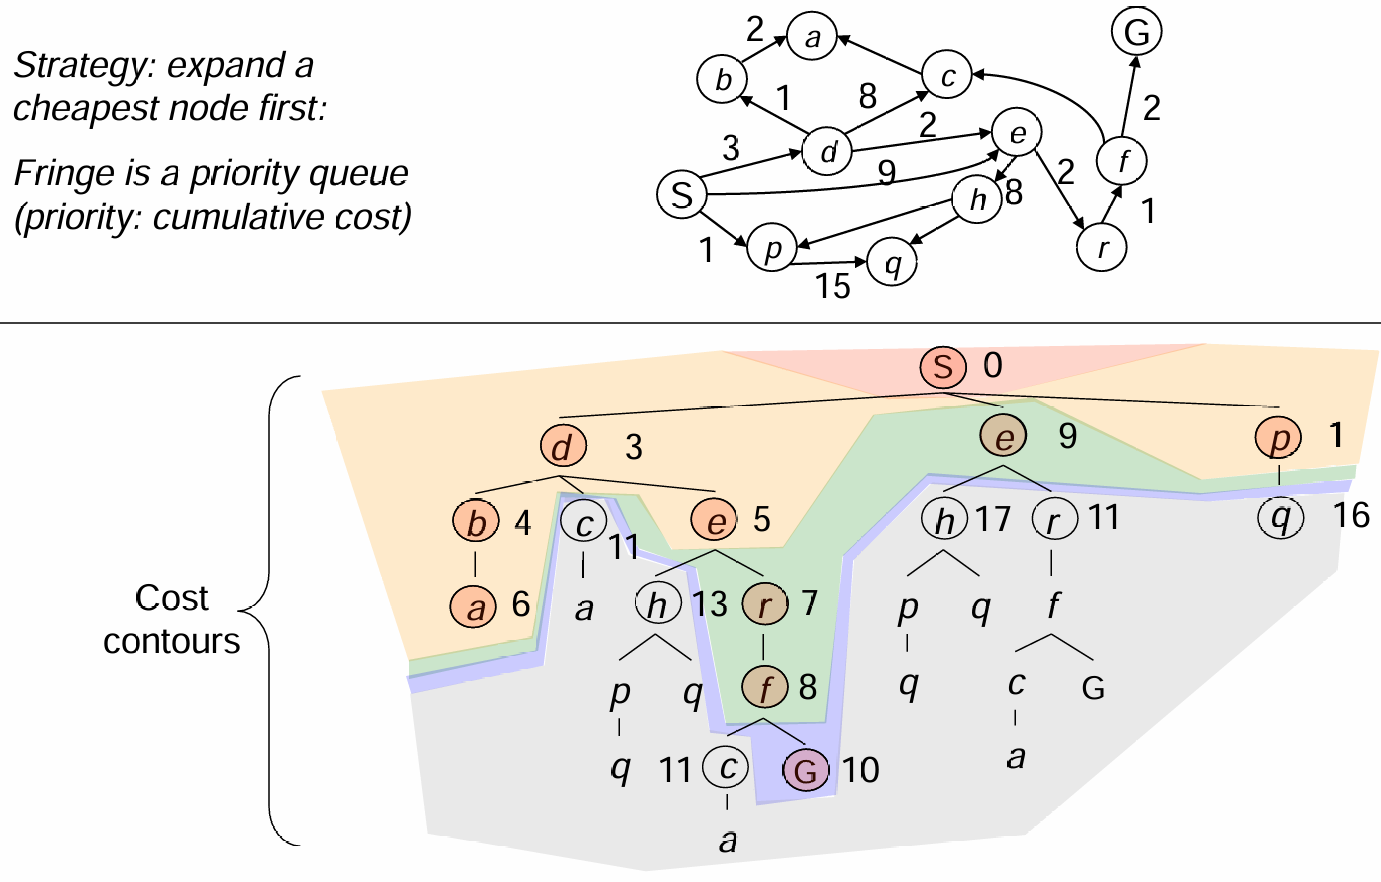 Strategy: expand a
cheapest node first:
Fringe is a priority queue
(priority: cumulative cost)
2 a G
b c
1 8 2
2 e
3 d f
9 2
S h 8
1
1 p q r
15
S 0
d 3 e 9 p 1
b 4 c 11 e 5 h 17 r 11 q 16
a 6 a h 13 r 7 p q f
Cost
contours
p q f 8 q c G
q 11 c G 10 a
a